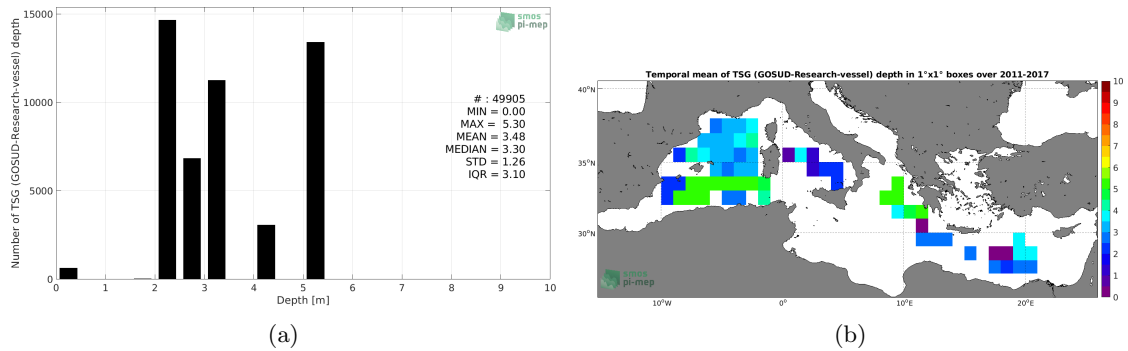 15000
10000
5000
0
Number of TSG (GOSUD-Research-vessel) depth
smos
pi-mep
# : 49905
MIN = 0.00
MAX = 5.30
MEAN = 3.48
MEDIAN = 3.30
STD = 1.26
IQR = 3.10
0 1 2 3 4 5 6 7 8 9 10
Depth [m]
(a)
Temporal mean of TSG (GOSUD-Research-vessel) depth in 1°x1° boxes over 2011-2017
40°N
35°N
30°N
10°W 0° 10°E 20°E
smos
pi-mep
10
9
8
7
6
5
4
3
2
1
0
(b)